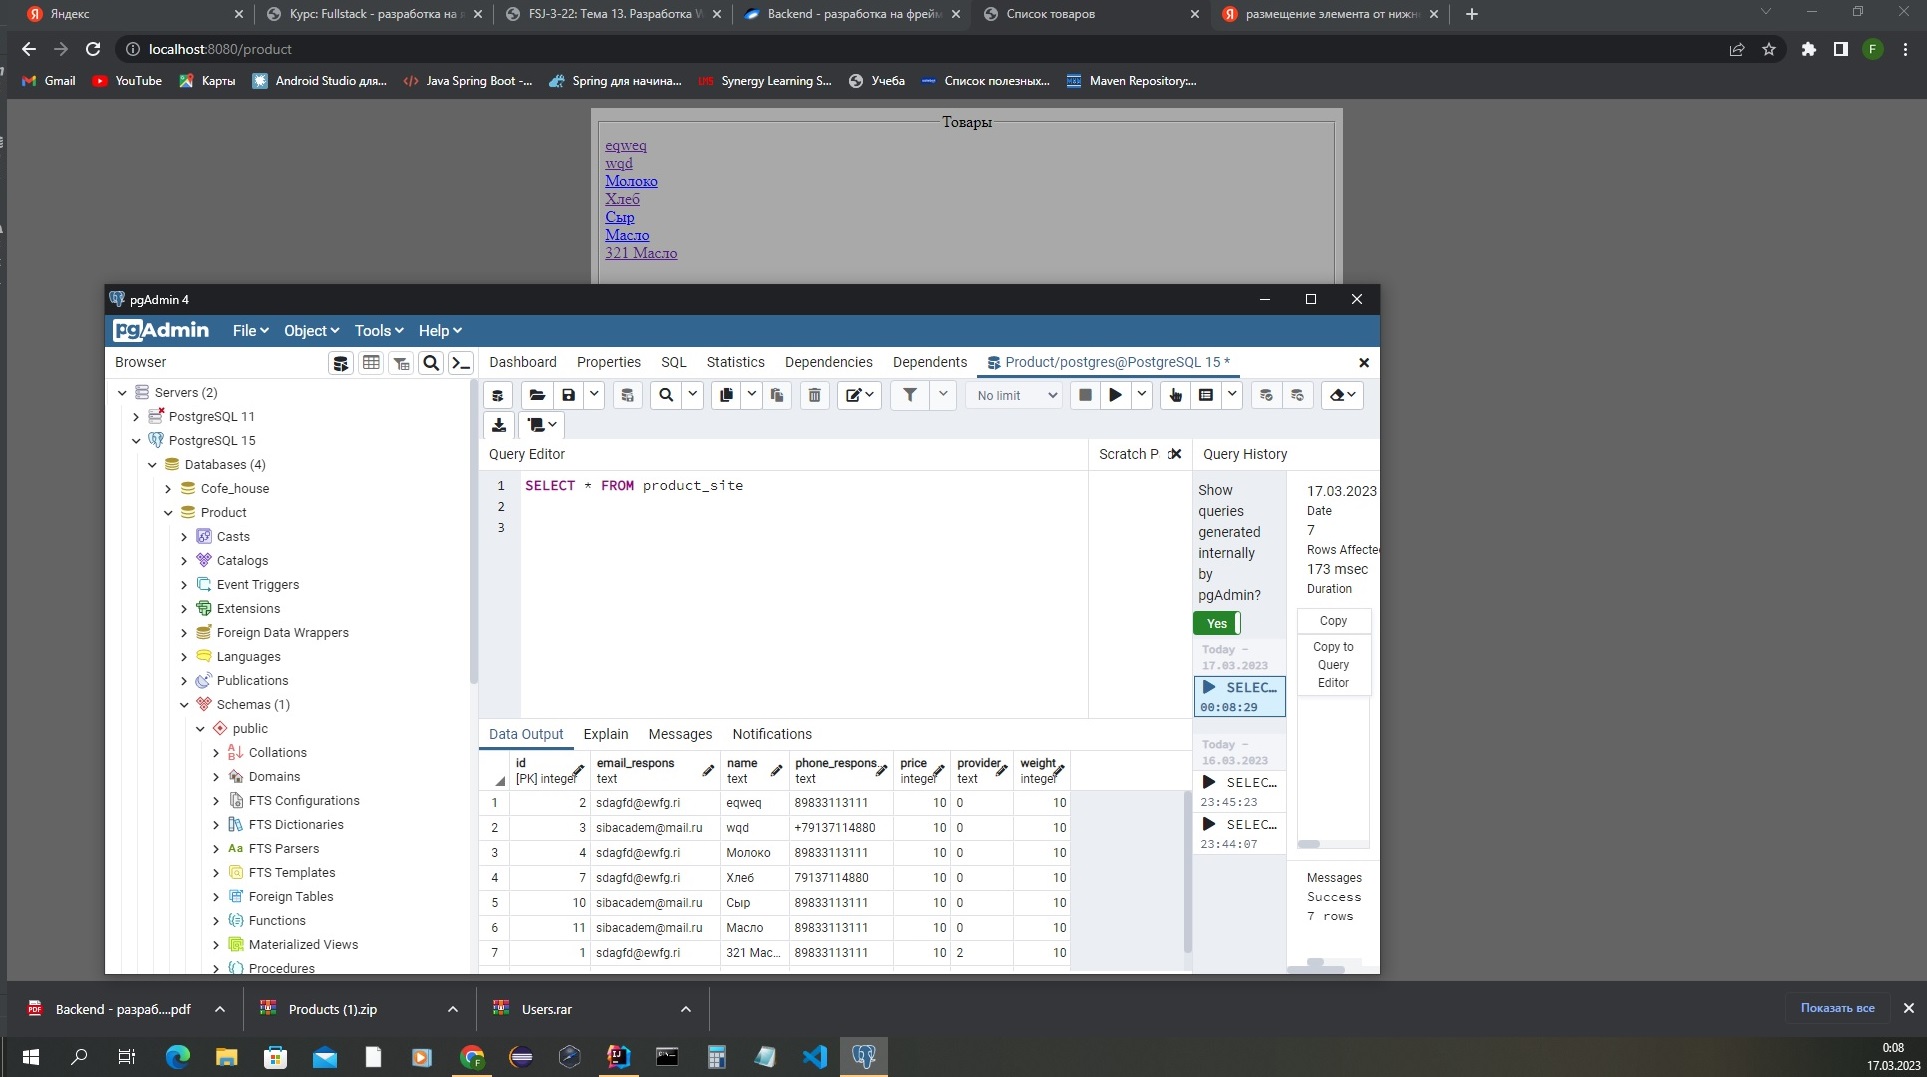 Яндекс
Курс: Fullstack - разработка на я
FSJ-3-22: Тема 13. Разработка W
Backend - разработка на фрейм
Список товаров
размещение элемента от нижн
localhost:8080/product
F
Gmail
YouTube
Карты
Android Studio для...
Java Spring Boot -...
Spring для начина...
Synergy Learning S...
Учеба
Список полезных...
Maven Repository:...
Товары
eqweq
wqd
Молоко
Хлеб
Сыр
Масло
321 Масло
pgAdmin 4
pgAdmin
File
Object
Tools
Help
Browser
Dashboard
Properties
SQL
Statistics
Dependencies
Dependents
Product/postgres@PostgreSQL 15 *
No limit
Servers (2)
PostgreSQL 11
PostgreSQL 15
Databases (4)
Cofe_house
Product
Casts
Catalogs
Event Triggers
Extensions
Foreign Data Wrappers
Languages
Publications
Schemas (1)
public
Collations
Domains
FTS Configurations
FTS Dictionaries
FTS Parsers
FTS Templates
Foreign Tables
Functions
Materialized Views
Procedures
Query Editor
Scratch P
1 SELECT * FROM product_site
2
3
Query History
Show
queries
generated
internally
by
pgAdmin?
Yes
Today -
17.03.2023
SELEC...
00:08:29
Today -
16.03.2023
SELEC...
23:45:23
SELEC...
23:44:07
17.03.2023
Date
7
Rows Affecte
173 msec
Duration
Copy
Copy to
Query
Editor
Messages
Success
7 rows
Data Output
Explain
Messages
Notifications
id email_respons name phone_respons. price provider weight
[PK] integer text text text integer text integer
1 2 sdagfd@ewfg.ri eqweq 89833113111 10 0 10
2 3 sibacadem@mail.ru wqd +79137114880 10 0 10
3 4 sdagfd@ewfg.ri Молоко 89833113111 10 0 10
4 7 sdagfd@ewfg.ri Хлеб 79137114880 10 0 10
5 10 sibacadem@mail.ru Сыр 89833113111 10 0 10
6 11 sibacadem@mail.ru Масло 89833113111 10 0 10
7 1 sdagfd@ewfg.ri 321 Мас... 89833113111 10 2 10
Backend - разраб....pdf
Products (1).zip
Users.rar
Показать все
0:08
17.03.2023